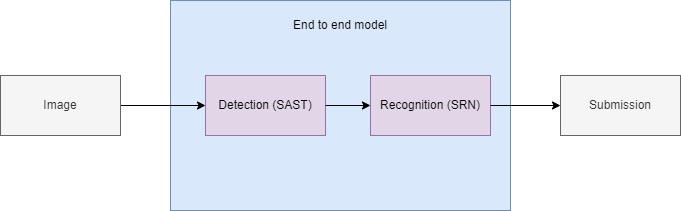 End to end model
Image
Detection (SAST)
Recognition (SRN)
Submission